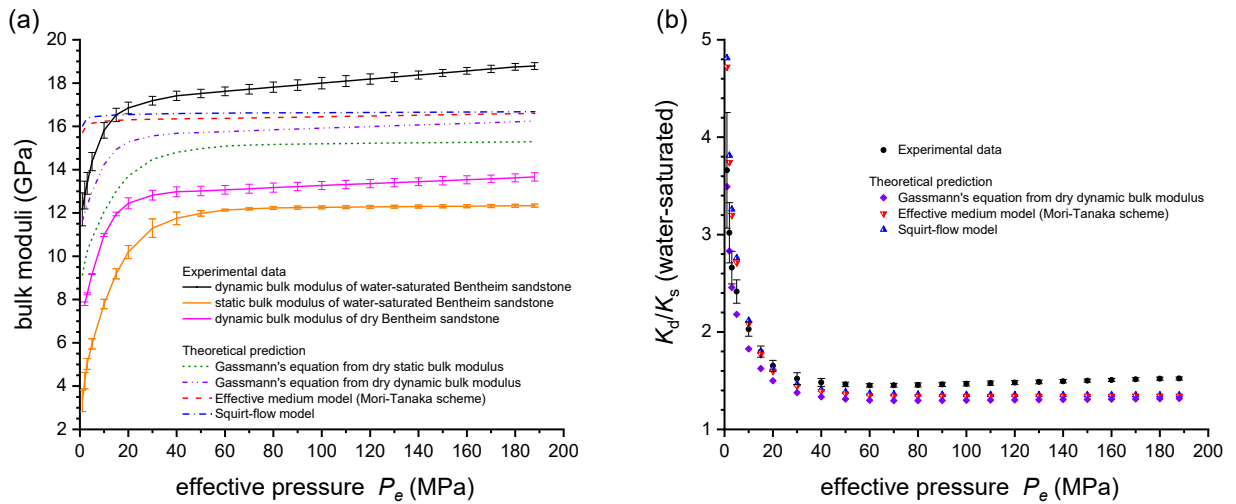 (a)
bulk moduli (GPa)
20
18
16
14
12
10
8
6
4
2
Experimental data
dynamic bulk modulus of water-saturated Bentheim sandstone
static bulk modulus of water-saturated Bentheim sandstone
dynamic bulk modulus of dry Bentheim sandstone
Theoretical prediction
Gassmann's equation from dry static bulk modulus
Gassmann's equation from dry dynamic bulk modulus
Effective medium model (Mori-Tanaka scheme)
Squirt-flow model
0 20 40 60 80 100 120 140 160 180 200
effective pressure Pe (MPa)
(b)
Kd/Ks (water-saturated)
5
4
3
2
1
Experimental data
Theoretical prediction
Gassmann's equation from dry dynamic bulk modulus
Effective medium model (Mori-Tanaka scheme)
Squirt-flow model
0 20 40 60 80 100 120 140 160 180 200
effective pressure Pe (MPa)